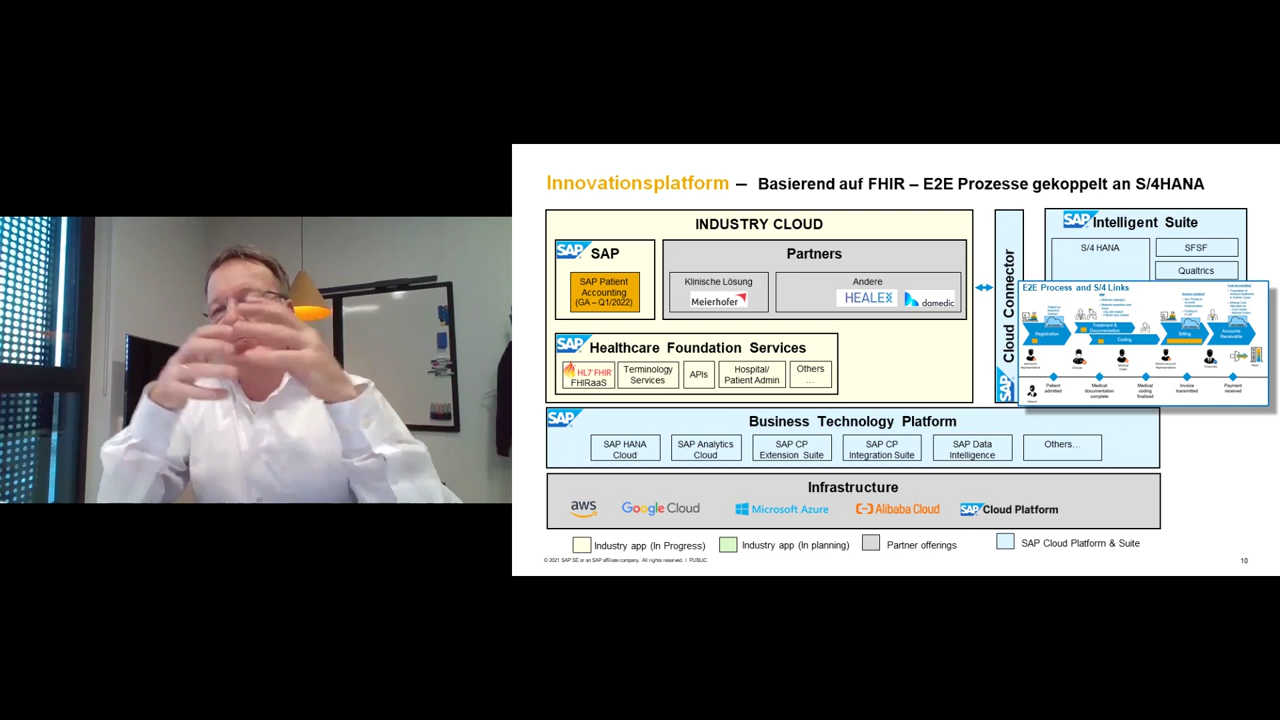 Innovationsplatform – Basierend auf FHIR – E2E Prozesse gekoppelt an S/4HANA
INDUSTRY CLOUD
SAP SAP
SAP Patient
Accounting
(GA – Q1/2022)
Partners
Klinische Lösung
Meierhofer
Andere
HEALEX
damedic
SAP Healthcare Foundation Services
HL7 FHIR
FHIRaaS
Terminology
Services
APIs
Hospital/
Patient Admin
Others
...
SAP Cloud Connector
SAP Intelligent Suite
S/4 HANA
SFSF
Qualtrics
E2E Process and S/4 Links
Registration
Treatment &
Documentation
Coding
Billing
Accounts
Receivable
Patient
admitted
Medical
documentation
complete
Medical
coding
finalized
Invoice
transmitted
Payment
received
SAP Business Technology Platform
SAP HANA
Cloud
SAP Analytics
Cloud
SAP CP
Extension Suite
SAP CP
Integration Suite
SAP Data
Intelligence
Others...
Infrastructure
aws
Google Cloud
Microsoft Azure
Alibaba Cloud
SAP Cloud Platform
Industry app (In Progress)
Industry app (In planning)
Partner offerings
SAP Cloud Platform & Suite
© 2021 SAP SE or an SAP affiliate company. All rights reserved. | PUBLIC
10